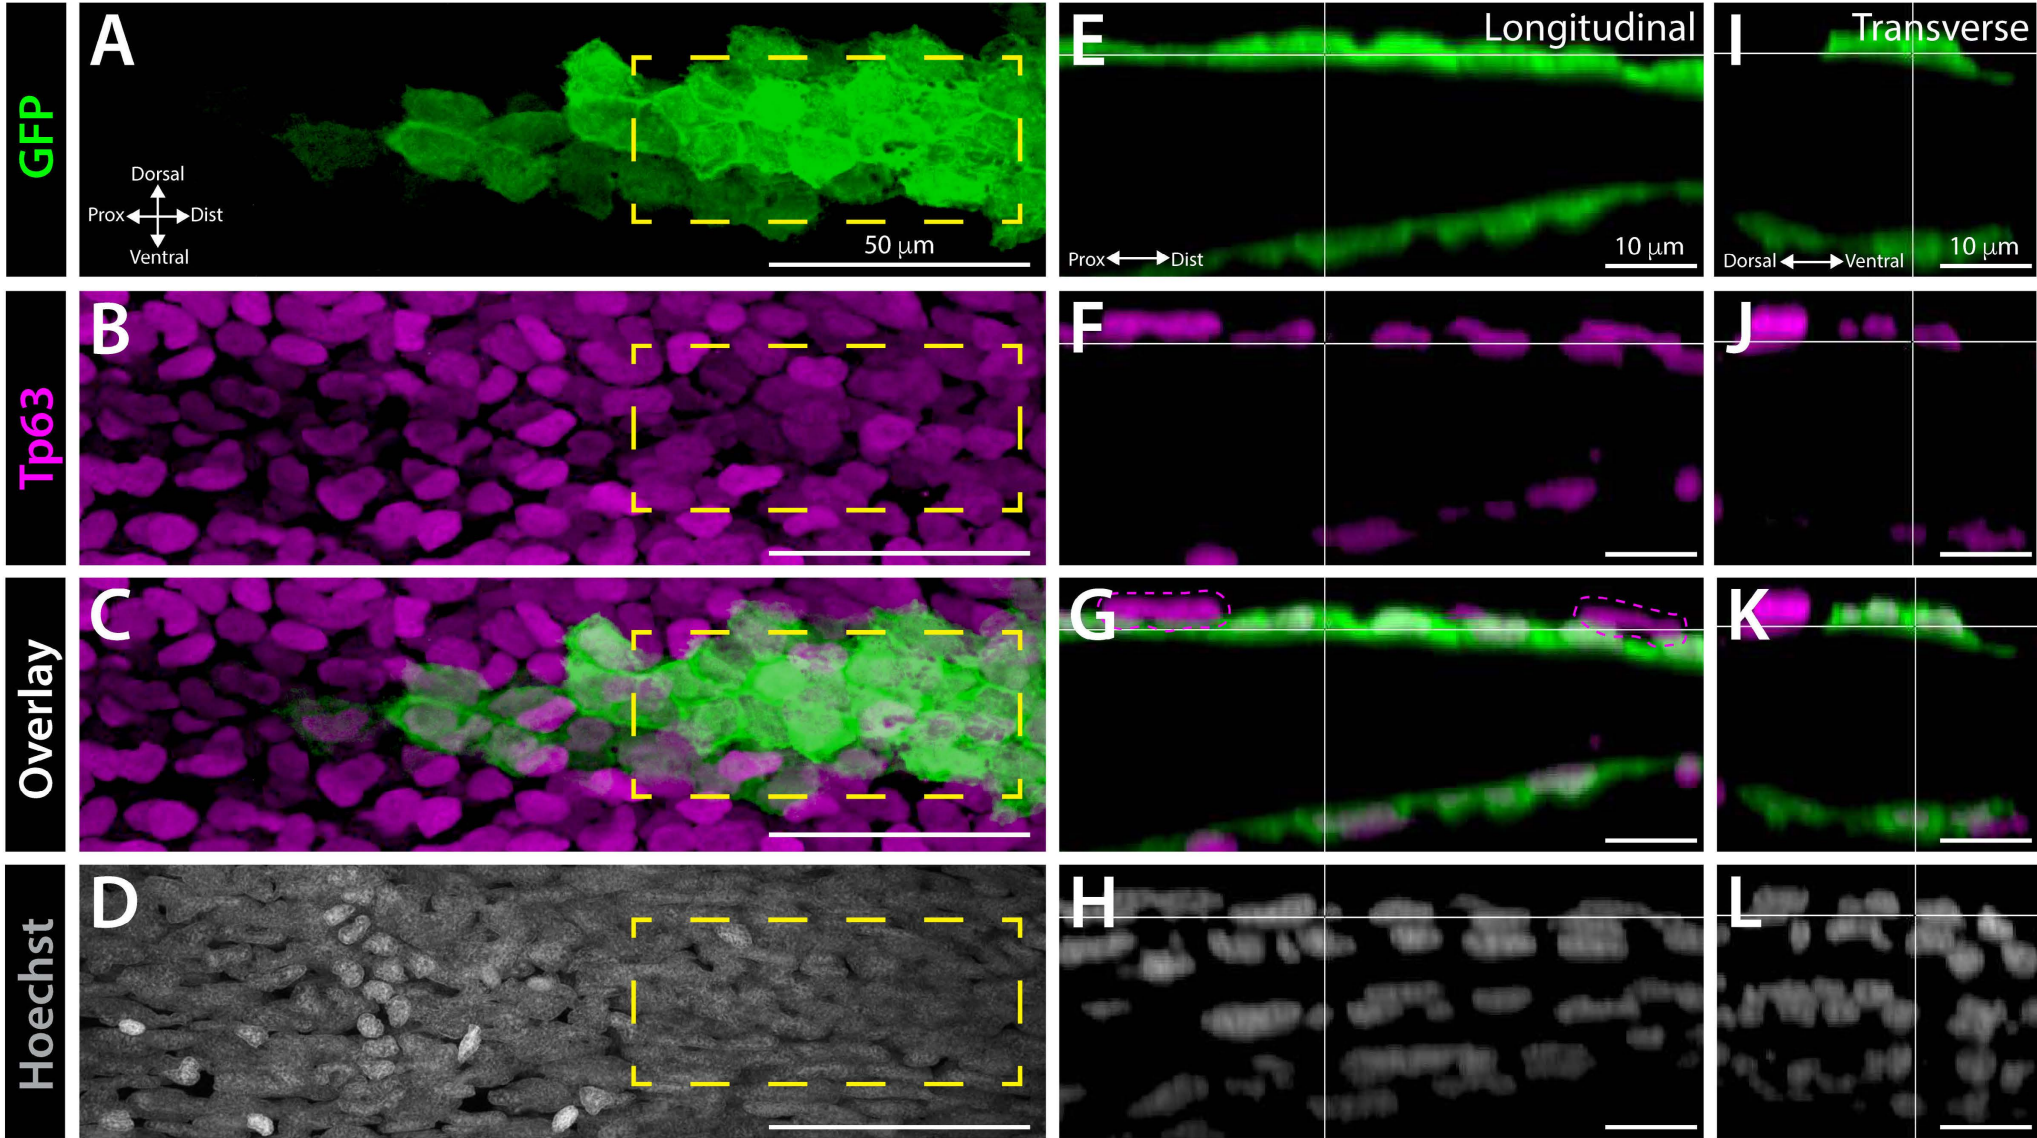 GFP
A
Dorsal
Prox
Dist
Ventral
50 μm
E
Longitudinal
Prox
Dist
10 μm
I
Transverse
Dorsal
Ventral
10 μm
Tp63
B
F
J
Overlay
C
G
K
Hoechst
D
H
L